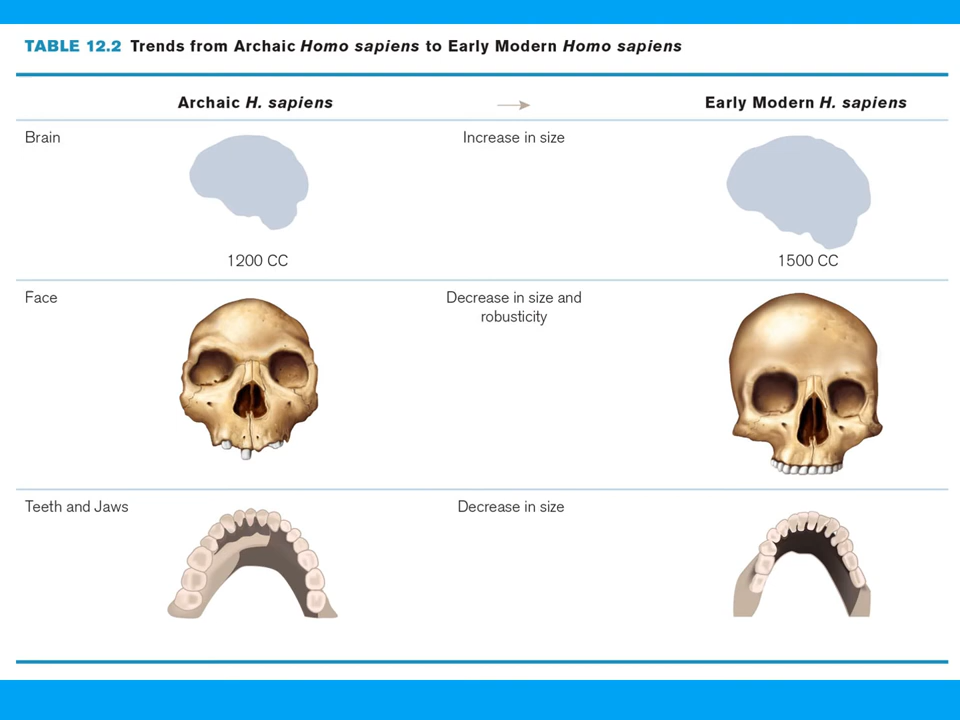 TABLE 12.2 Trends from Archaic Homo sapiens to Early Modern Homo sapiens
Archaic H. sapiens
Early Modern H. sapiens
Brain
Increase in size
1200 CC
1500 CC
Face
Decrease in size and
robusticity
Teeth and Jaws
Decrease in size